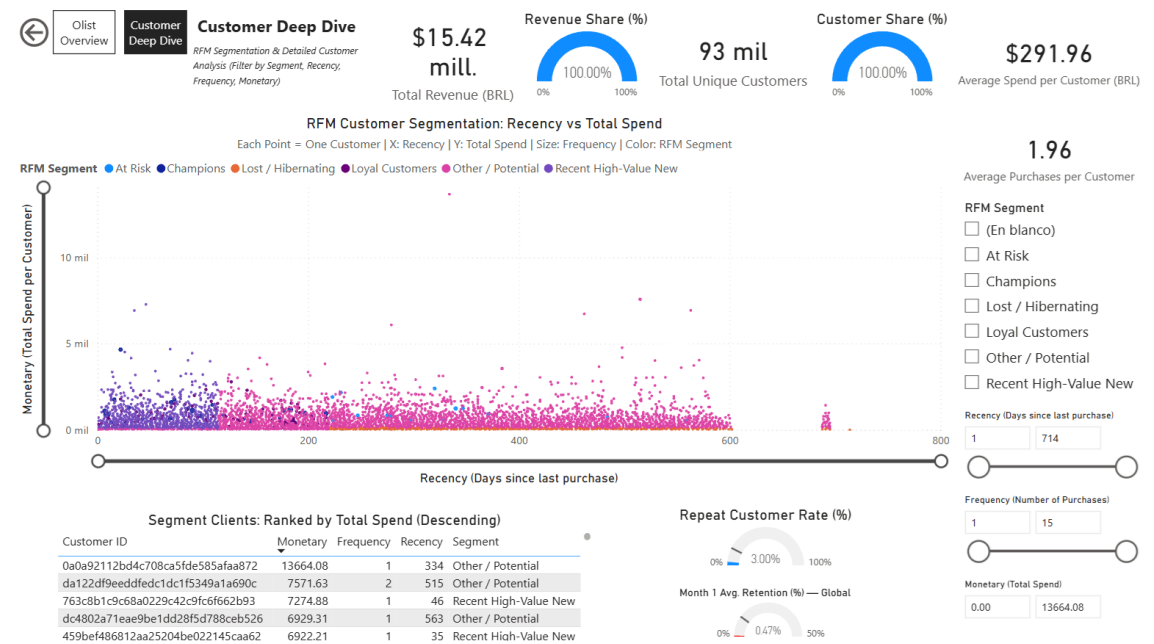 Olist
Overview
Customer
Deep Dive
Customer Deep Dive
RFM Segmentation & Detailed Customer
Analysis (Filter by Segment, Recency,
Frequency, Monetary)
$15.42
mill.
Total Revenue (BRL)
Revenue Share (%)
100.00%
0%
100%
93 mil
Total Unique Customers
Customer Share (%)
100.00%
0%
100%
$291.96
Average Spend per Customer (BRL)
RFM Customer Segmentation: Recency vs Total Spend
Each Point = One Customer | X: Recency | Y: Total Spend | Size: Frequency | Color: RFM Segment
RFM Segment At Risk Champions Lost / Hibernating Loyal Customers Other / Potential Recent High-Value New
Monetary (Total Spend per Customer)
10 mil
5 mil
0 mil
0
200
400
600
800
Recency (Days since last purchase)
1.96
Average Purchases per Customer
RFM Segment
(En blanco)
At Risk
Champions
Lost / Hibernating
Loyal Customers
Other / Potential
Recent High-Value New
Recency (Days since last purchase)
1 714
Frequency (Number of Purchases)
1 15
Monetary (Total Spend)
0.00 13664.08
Segment Clients: Ranked by Total Spend (Descending)
Customer ID Monetary Frequency Recency Segment
0a0a92112bd4c708ca5fde585afaa872 13664.08 1 334 Other / Potential
da122df9eeddfedc1dc1f5349a1a690c 7571.63 2 515 Other / Potential
763c8b1c9c68a0229c42c9fc6f662b93 7274.88 1 46 Recent High-Value New
dc4802a71eae9be1dd28f5d788ceb526 6929.31 1 563 Other / Potential
459bef486812aa25204be022145caa62 6922.21 1 35 Recent High-Value New
Repeat Customer Rate (%)
0%
3.00%
100%
Month 1 Avg. Retention (%) — Global
0%
0.47%
50%